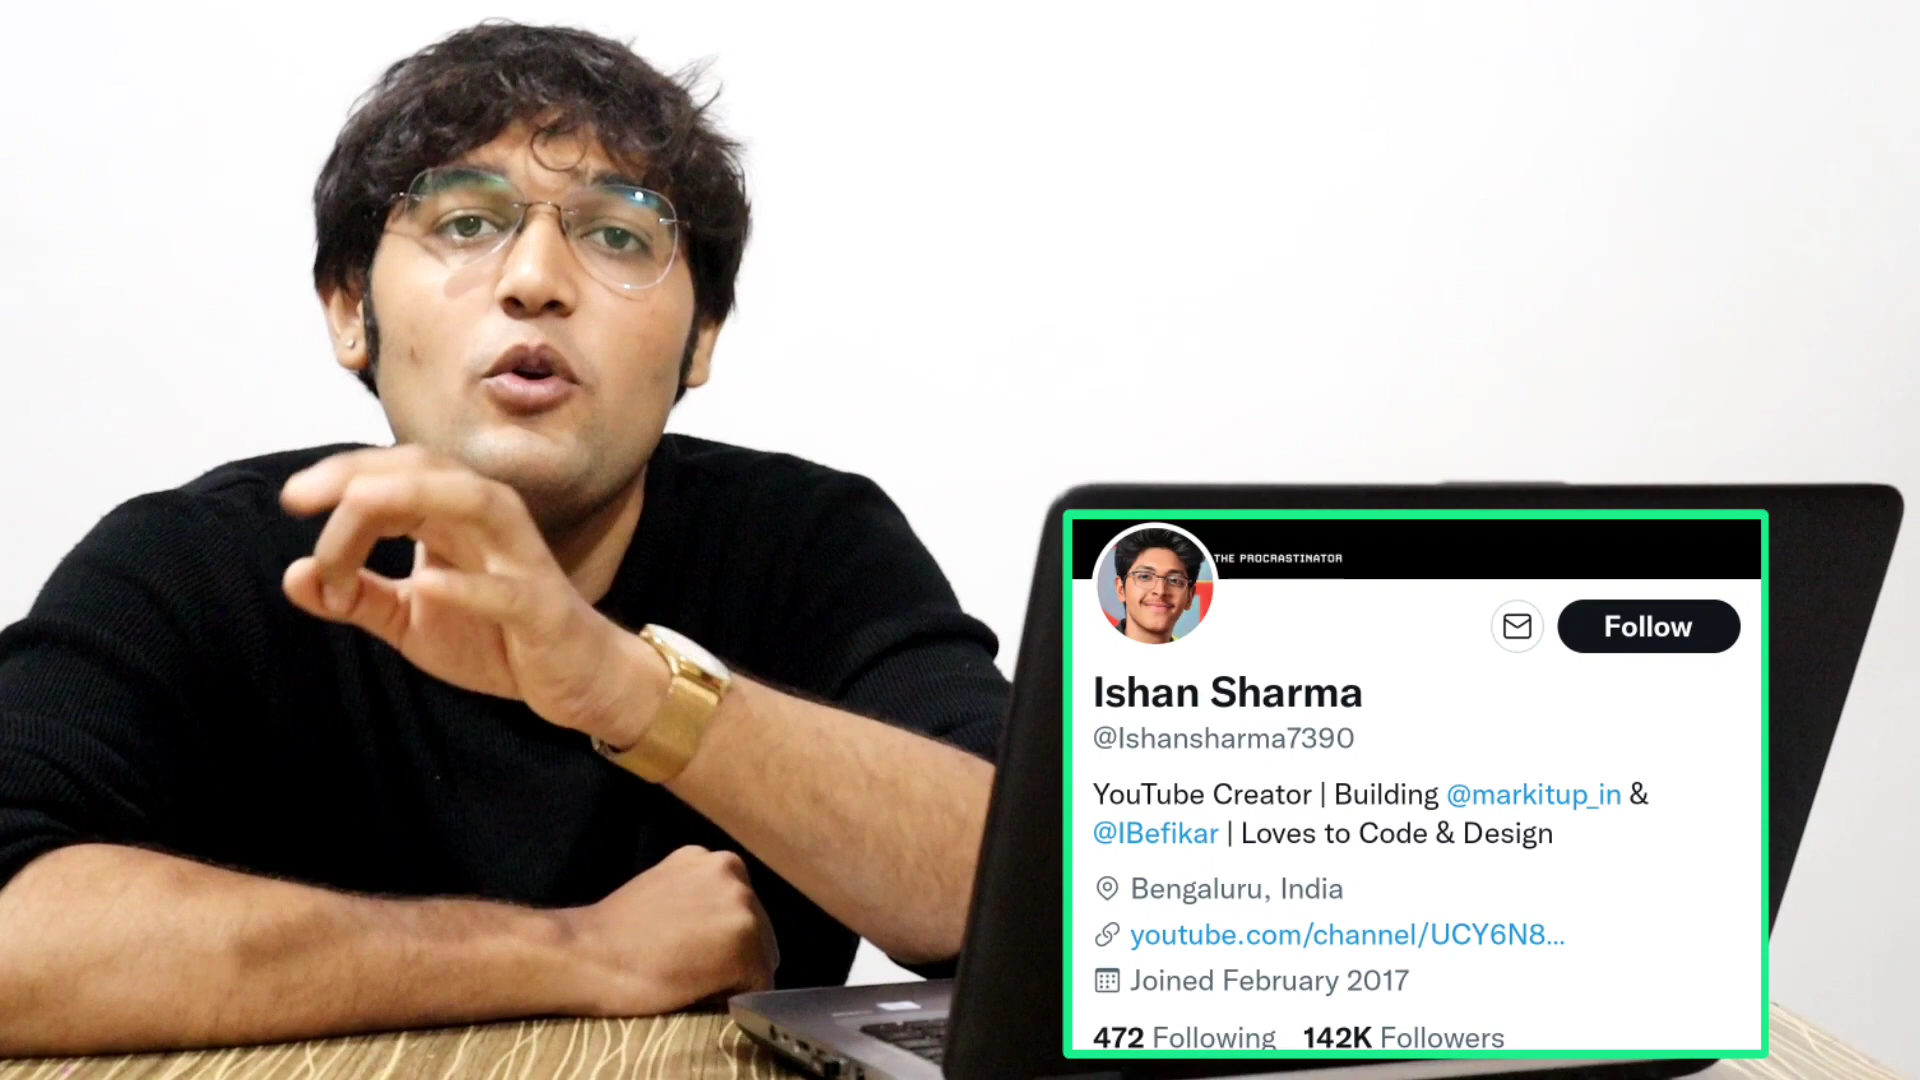 THE PROCRASTINATOR
Follow
Ishan Sharma
@Ishansharma7390
YouTube Creator | Building @markitup_in &
@IBefikar | Loves to Code & Design
Bengaluru, India
youtube.com/channel/UCY6N8...
Joined February 2017
472 Following 142K Followers